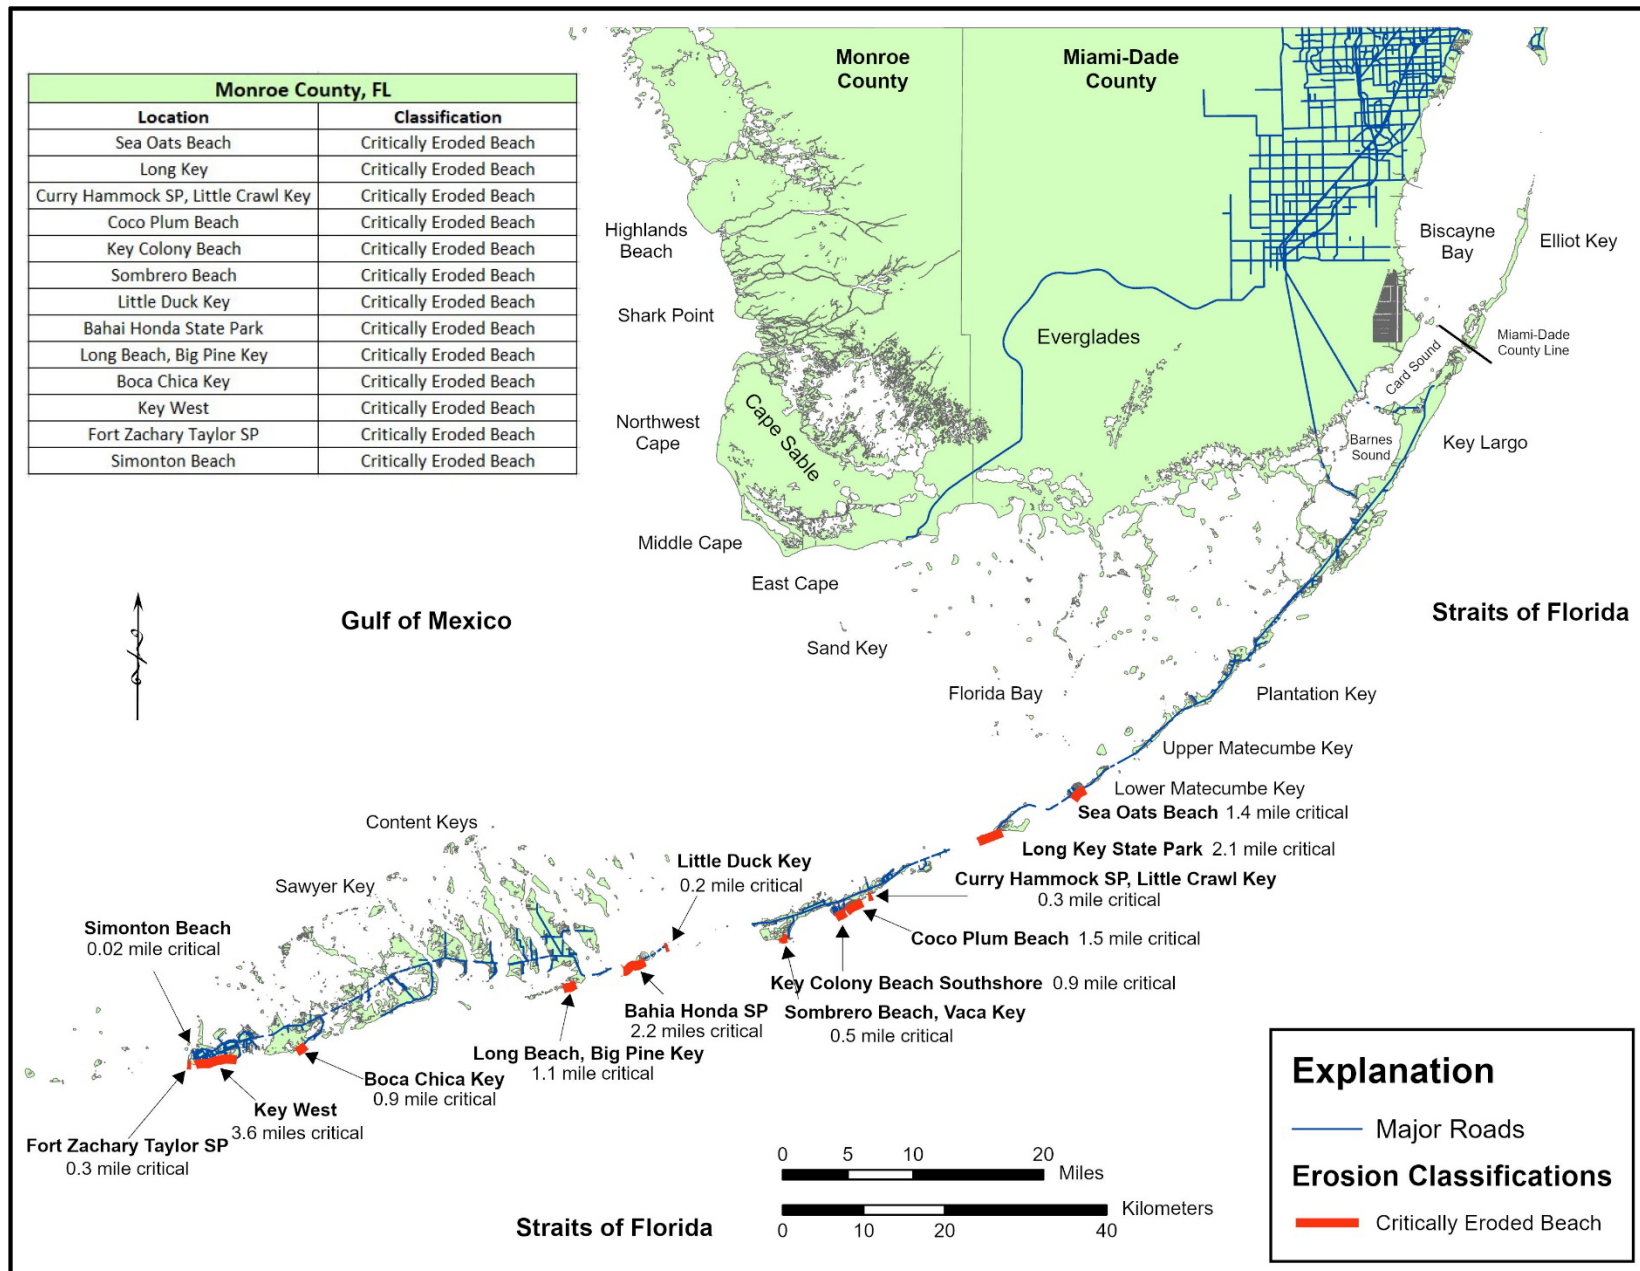 Monroe County, FL
Location Classification
Sea Oats Beach Critically Eroded Beach
Long Key Critically Eroded Beach
Curry Hammock SP, Little Crawl Key Critically Eroded Beach
Coco Plum Beach Critically Eroded Beach
Key Colony Beach Critically Eroded Beach
Sombrero Beach Critically Eroded Beach
Little Duck Key Critically Eroded Beach
Bahai Honda State Park Critically Eroded Beach
Long Beach, Big Pine Key Critically Eroded Beach
Boca Chica Key Critically Eroded Beach
Key West Critically Eroded Beach
Fort Zachary Taylor SP Critically Eroded Beach
Simonton Beach Critically Eroded Beach
Monroe
County
Miami-Dade
County
Highlands
Beach
Biscayne
Bay
Elliot Key
Shark Point
Everglades
Miami-Dade
County Line
Card Sound
Northwest
Cape
Cape Sable
Barnes
Sound
Key Largo
Middle Cape
East Cape
Gulf of Mexico
Straits of Florida
Sand Key
Florida Bay
Plantation Key
Upper Matecumbe Key
Lower Matecumbe Key
Sea Oats Beach 1.4 mile critical
Long Key State Park 2.1 mile critical
Content Keys
Little Duck Key
0.2 mile critical
Curry Hammock SP, Little Crawl Key
0.3 mile critical
Sawyer Key
Simonton Beach
0.02 mile critical
Coco Plum Beach 1.5 mile critical
Key Colony Beach Southshore 0.9 mile critical
Sombrero Beach, Vaca Key
0.5 mile critical
Bahia Honda SP
2.2 miles critical
Long Beach, Big Pine Key
1.1 mile critical
Boca Chica Key
0.9 mile critical
Key West
3.6 miles critical
Fort Zachary Taylor SP
0.3 mile critical
Straits of Florida
0 5 10 20
Miles
Kilometers
0 10 20 40
Explanation
Major Roads
Erosion Classifications
Critically Eroded Beach